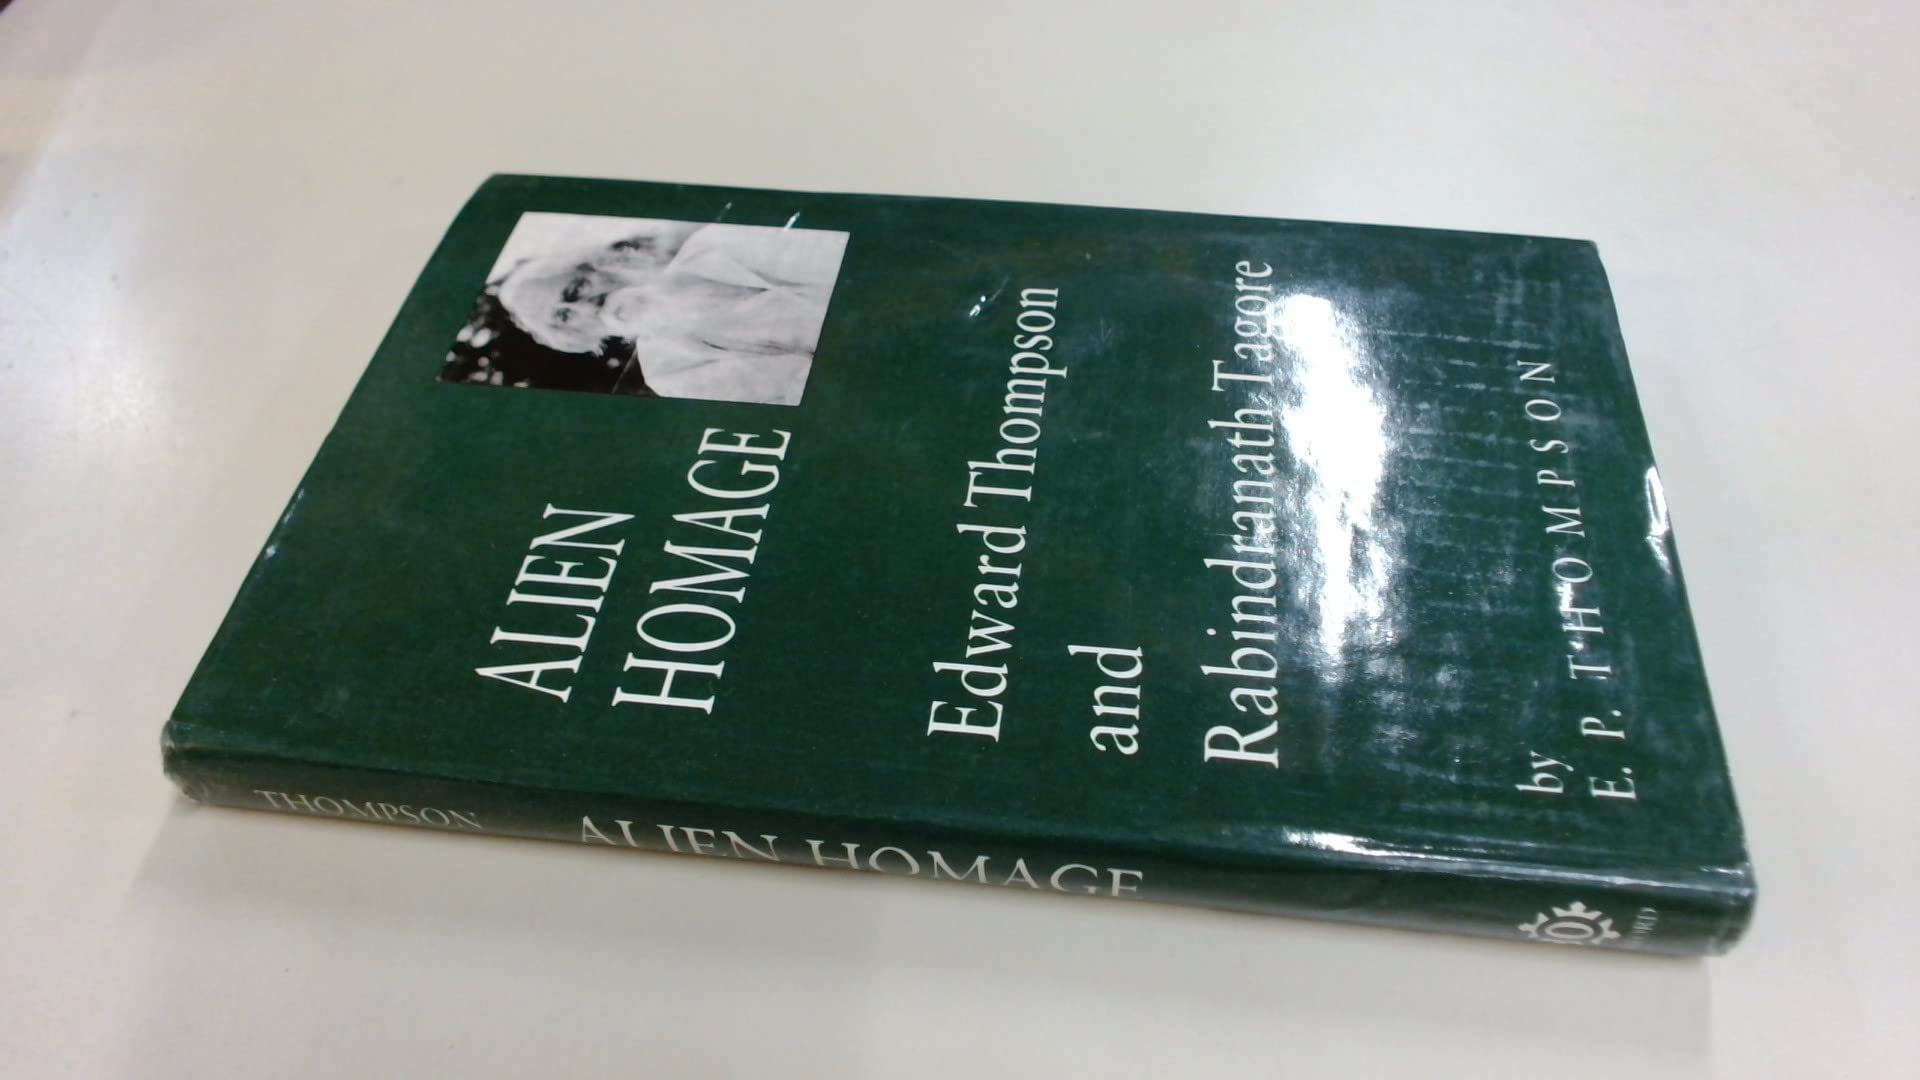 ALIEN
HOMAGE
Edward Thompson
and
Rabindranath Tagore
by
E. P. THOMPSON
THOMPSON
ALIEN HOMAGE